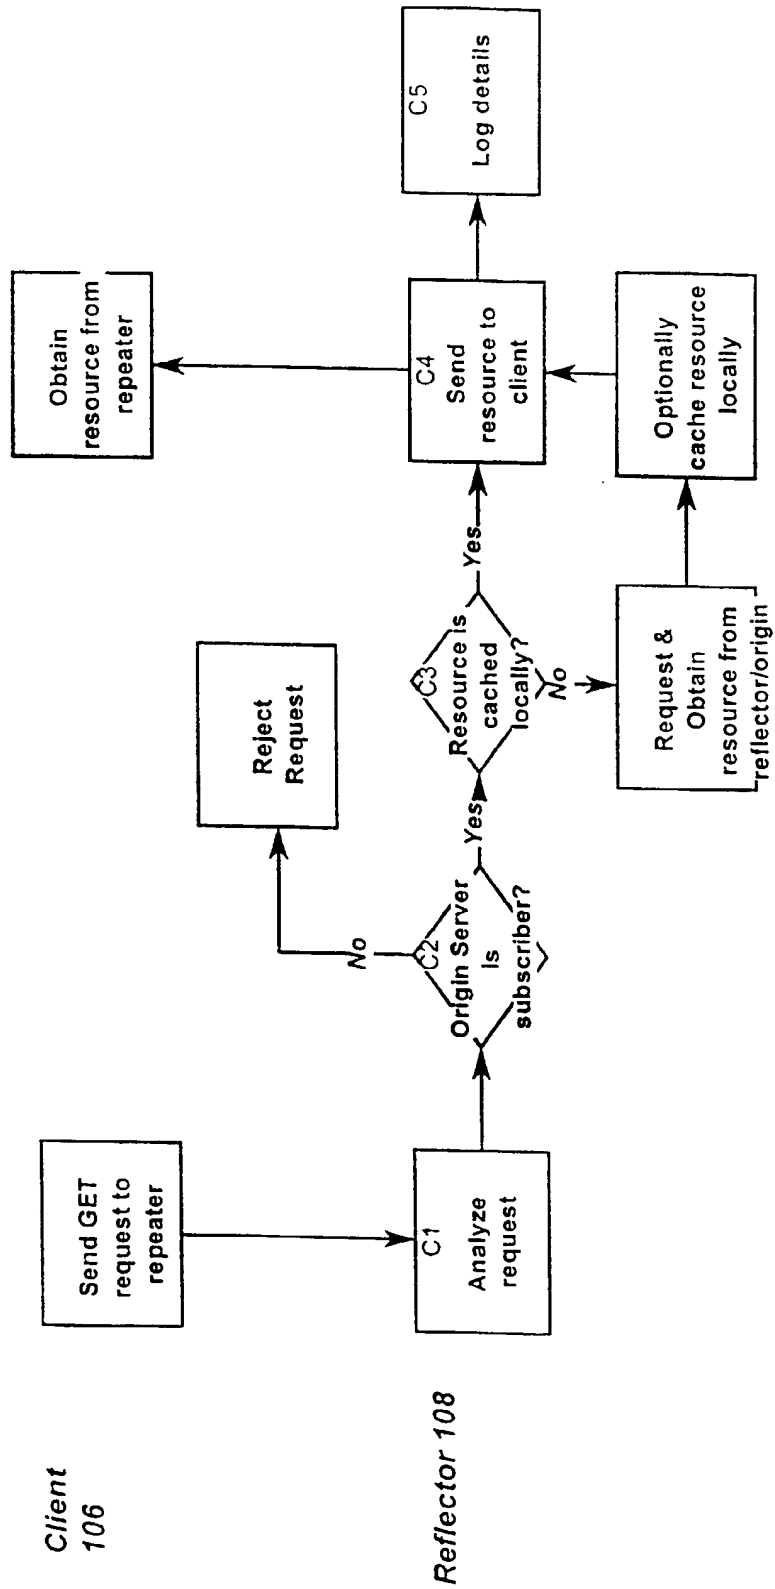 Client
106
Send GET
request to
repeater
Obtain
resource from
repeater
Reject
Request
Reflector 108
C1
Analyze
request
C2
Origin Server
Is
subscriber?
No
Yes
C3
Resource is
cached
locally?
Yes
No
C4
Send
resource to
client
C5
Log details
Request &
Obtain
resource from
reflector/origin
Optionally
cache resource
locally